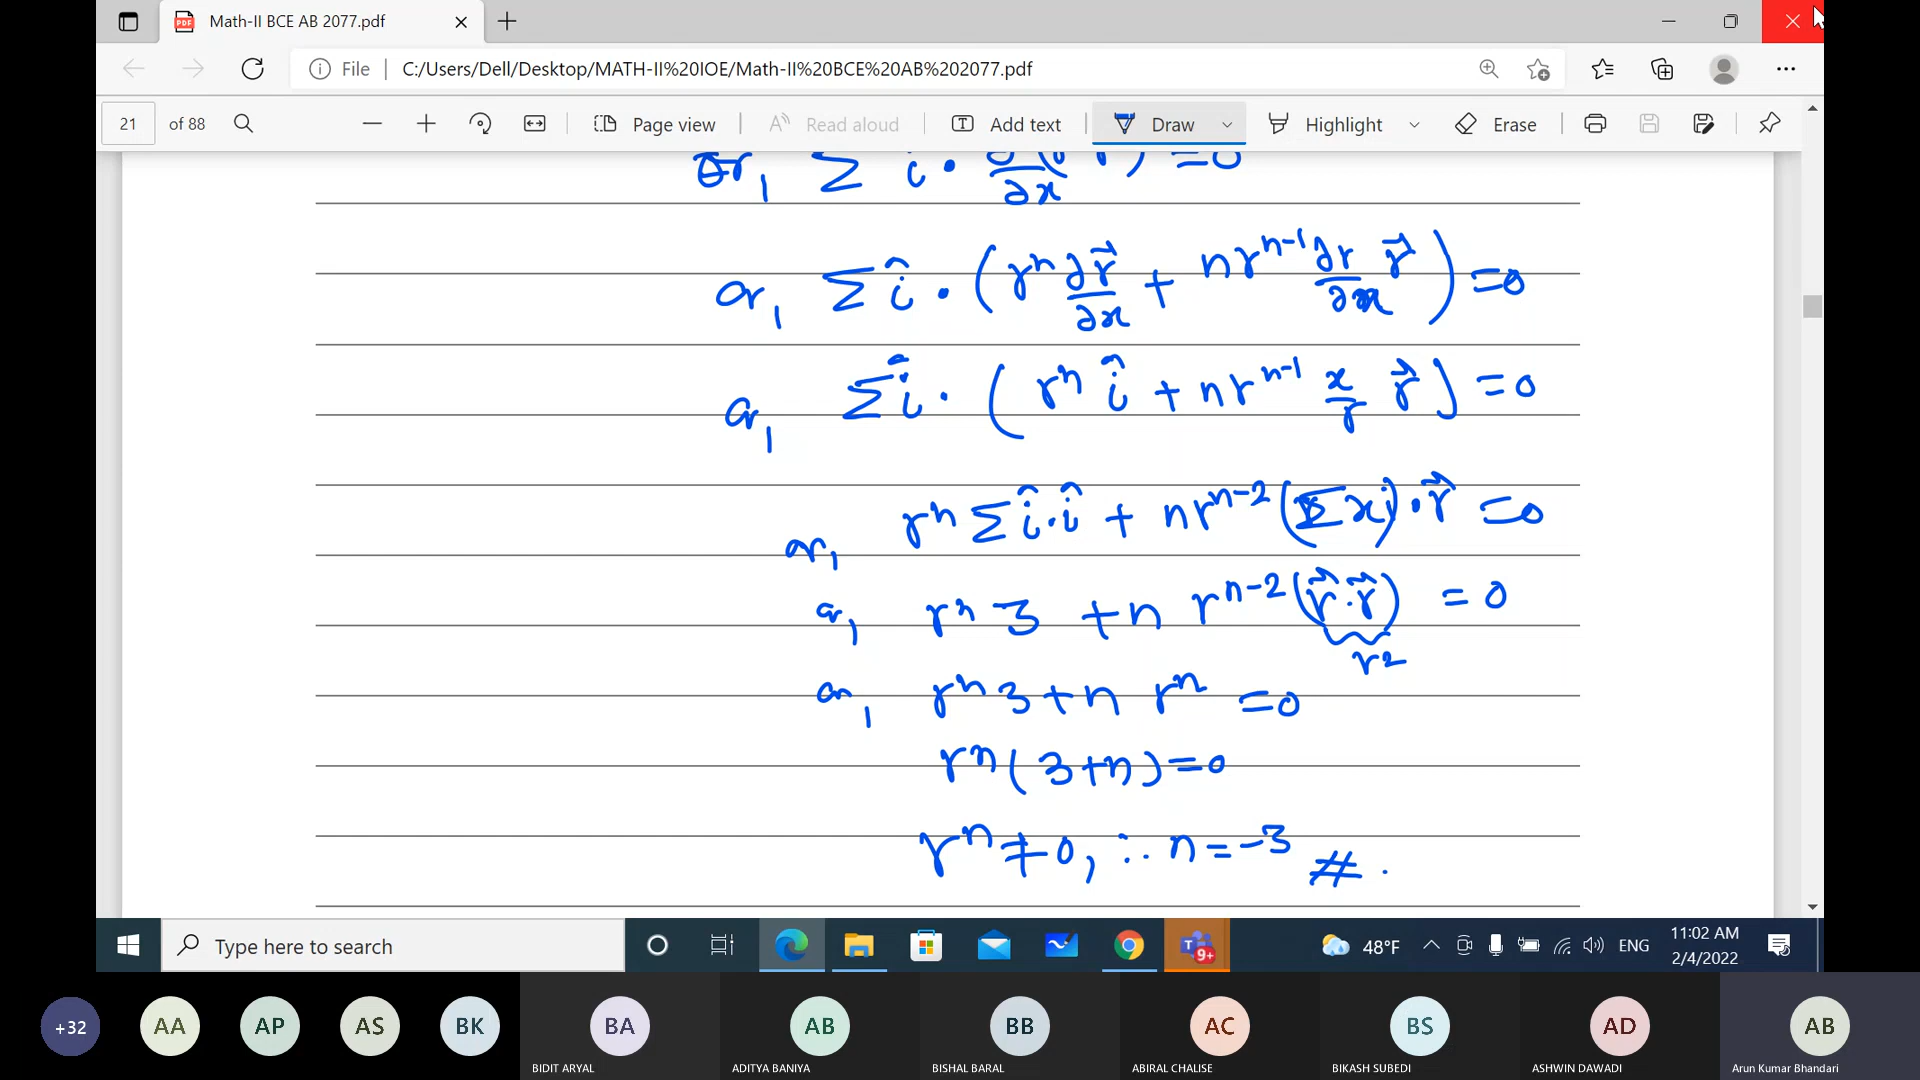 Math-II BCE AB 2077.pdf
File C:/Users/Dell/Desktop/MATH-II%20IOE/Math-II%20BCE%20AB%202077.pdf
21 of 88 Page view Read aloud Add text Draw Highlight Erase
or, Σ î · (rⁿ ∂r⃗/∂x + nrⁿ⁻¹ ∂r/∂x r⃗) = 0
or, Σ î · (rⁿ î + nrⁿ⁻¹ x/r r⃗) = 0
or, rⁿ Σ î·î + nrⁿ⁻² (Σ xi) · r⃗ = 0
or, rⁿ 3 + n rⁿ⁻² (r⃗·r⃗) = 0
r²
or, rⁿ 3 + n rⁿ = 0
rⁿ (3+n) = 0
rⁿ ≠ 0, ∴ n = -3 #.
Type here to search
9+
48°F
ENG
11:02 AM
2/4/2022
+32 AA AP AS BK BA AB BB AC BS AD AB
BIDIT ARYAL ADITYA BANIYA BISHAL BARAL ABIRAL CHALISE BIKASH SUBEDI ASHWIN DAWADI Arun Kumar Bhandari